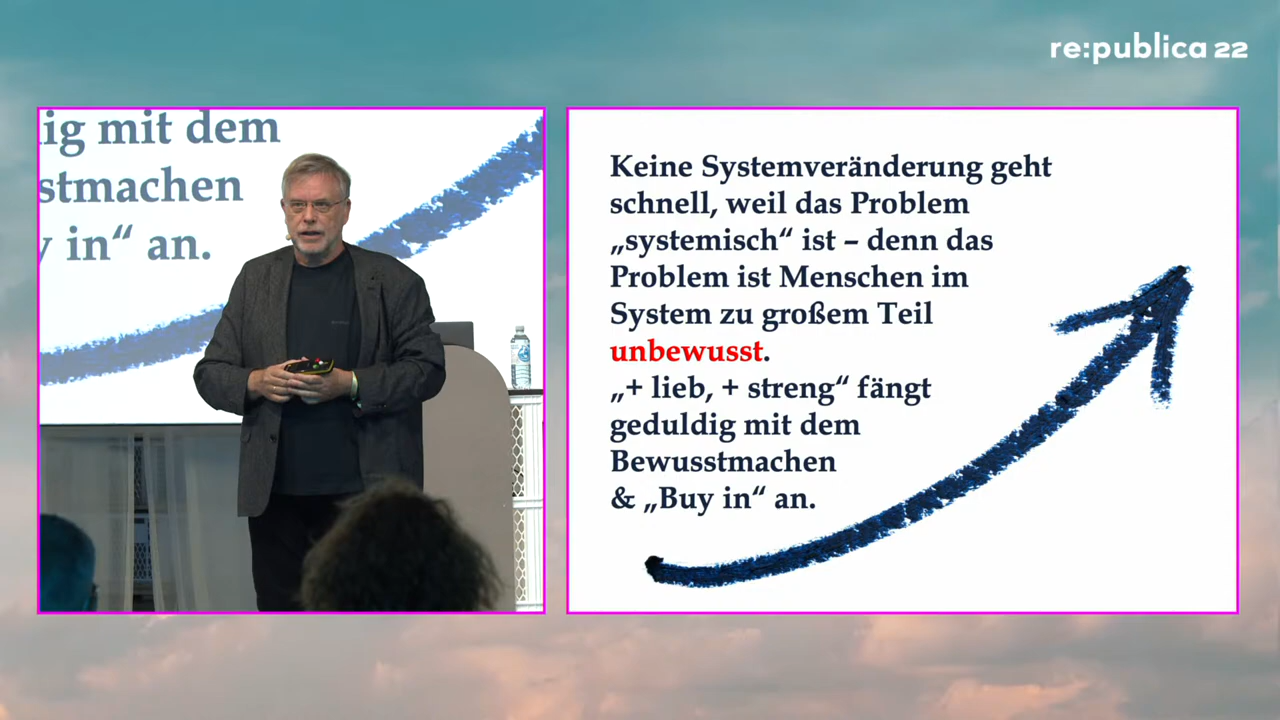 re:publica 22
ig mit dem
stmachen
in“ an.
Keine Systemveränderung geht
schnell, weil das Problem
„systemisch“ ist – denn das
Problem ist Menschen im
System zu großem Teil
unbewusst.
„+ lieb, + streng“ fängt
geduldig mit dem
Bewusstmachen
& „Buy in“ an.